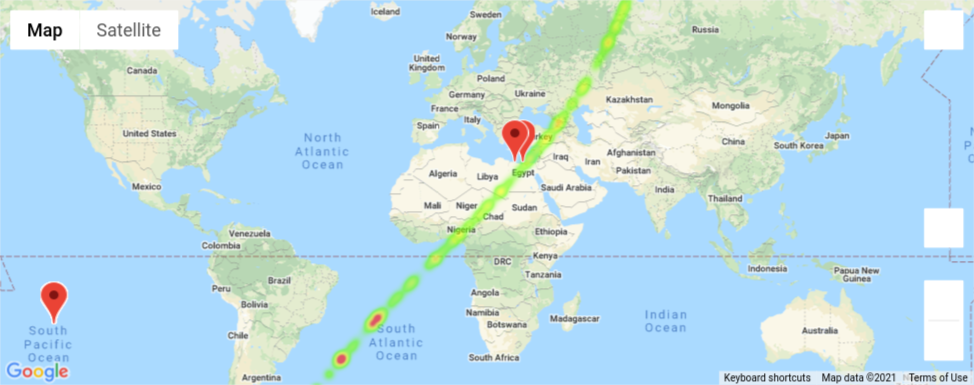 Map
Satellite
Iceland
Sweden
Norway
Russia
Canada
United
Kingdom
Poland
Germany
Ukraine
France
Kazakhstan
Mongolia
Italy
Spain
United States
North
Atlantic
Ocean
Turkey
China
Japan
South Korea
Iraq
Iran
Afghanistan
Pakistan
Algeria
Libya
Egypt
Mexico
Saudi Arabia
India
Mali
Niger
Sudan
Thailand
Chad
Nigeria
Ethiopia
Venezuela
Colombia
DRC
Kenya
Indonesia
Papua New
Guinea
Tanzania
Brazil
Peru
Angola
Bolivia
Namibia
Botswana
Madagascar
Indian
Ocean
South
Pacific
Ocean
Chile
South
Atlantic
Ocean
Australia
South Africa
Argentina
Google
Keyboard shortcuts
Map data ©2021
Terms of Use